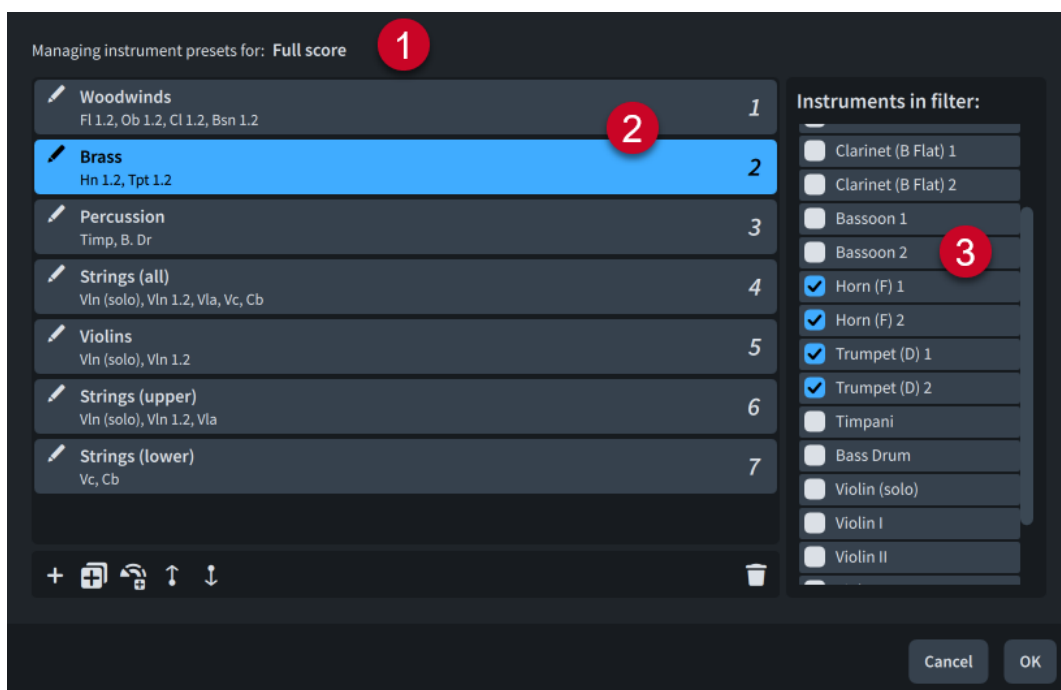 Managing instrument presets for: Full score
1
Woodwinds
Fl 1.2, Ob 1.2, Cl 1.2, Bsn 1.2
1
2
Brass
Hn 1.2, Tpt 1.2
2
Percussion
Timp, B. Dr
3
Strings (all)
Vln (solo), Vln 1.2, Vla, Vc, Cb
4
Violins
Vln (solo), Vln 1.2
5
Strings (upper)
Vln (solo), Vln 1.2, Vla
6
Strings (lower)
Vc, Cb
7
Instruments in filter:
Clarinet (B Flat) 1
Clarinet (B Flat) 2
Bassoon 1
Bassoon 2
3
Horn (F) 1
Horn (F) 2
Trumpet (D) 1
Trumpet (D) 2
Timpani
Bass Drum
Violin (solo)
Violin I
Violin II
Cancel
OK